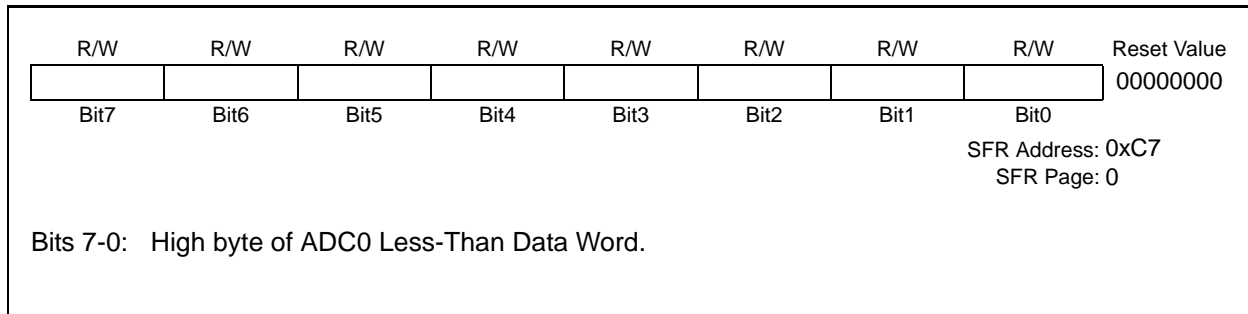 R/W R/W R/W R/W R/W R/W R/W R/W Reset Value
00000000
Bit7 Bit6 Bit5 Bit4 Bit3 Bit2 Bit1 Bit0
SFR Address: 0xC7
SFR Page: 0
Bits 7-0: High byte of ADC0 Less-Than Data Word.